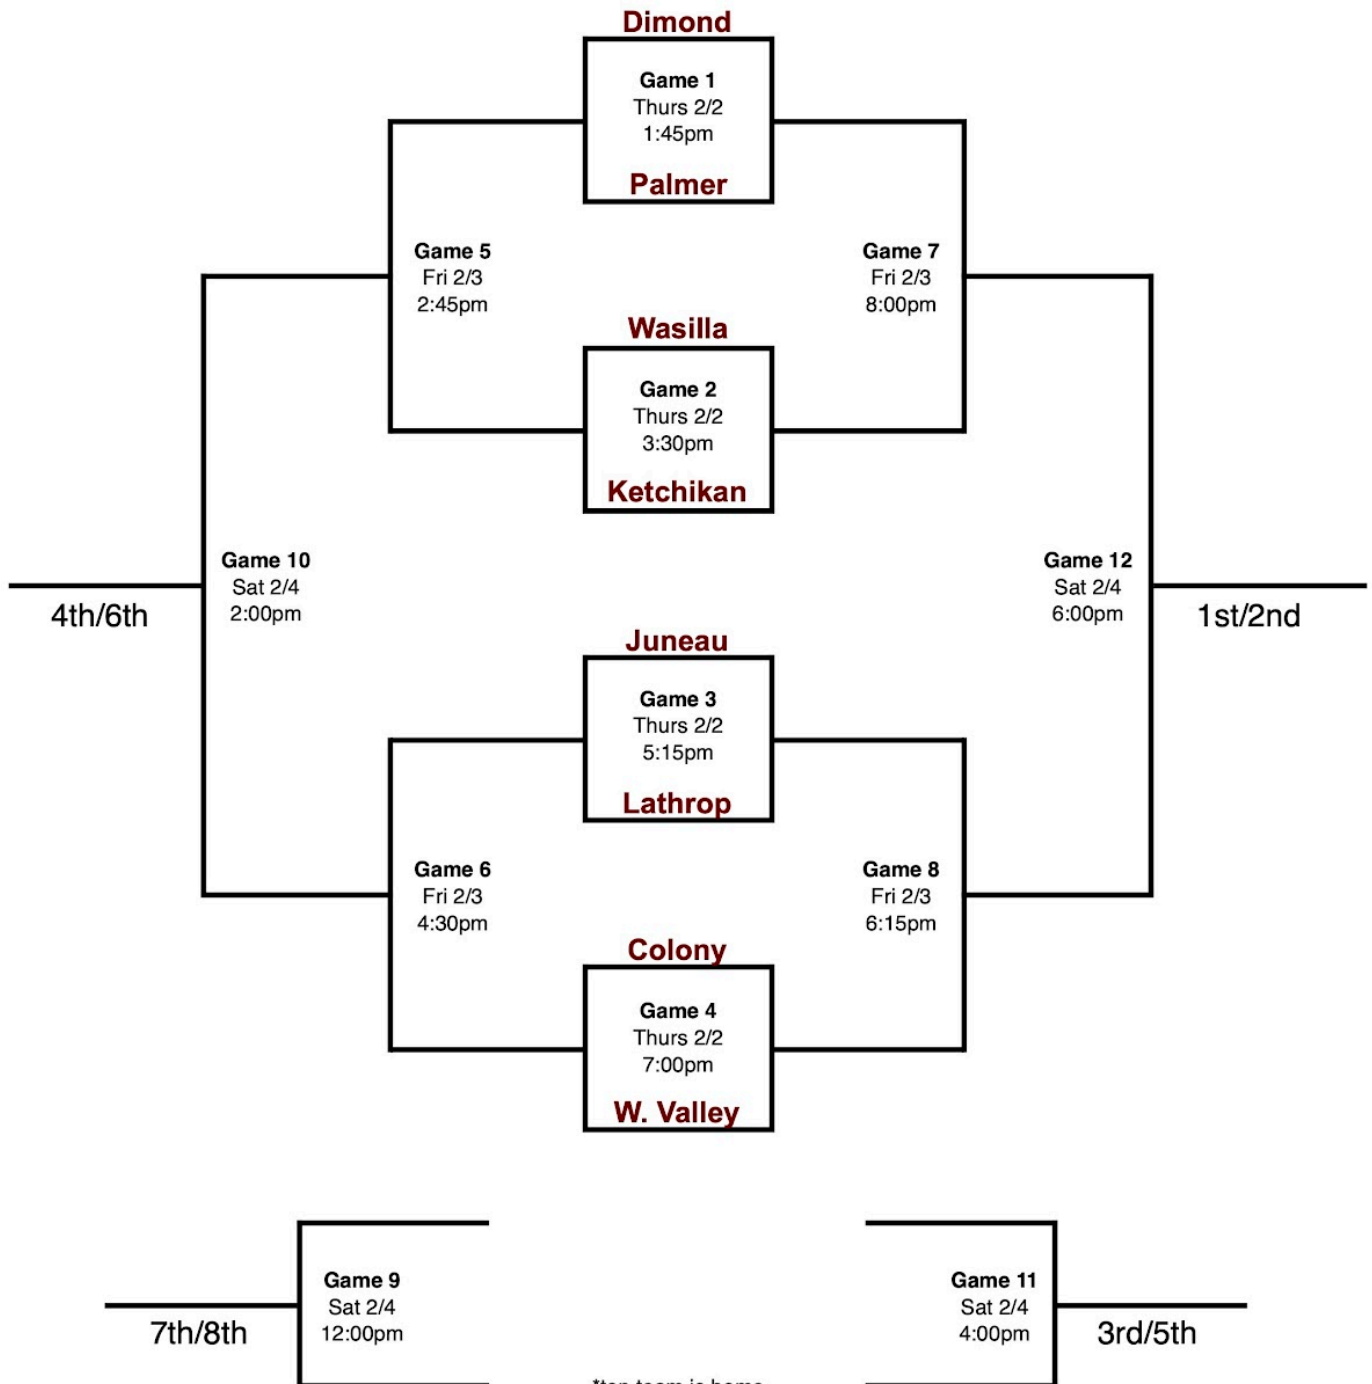 Dimond
Game 1
Thurs 2/2
1:45pm
Palmer
Game 5
Fri 2/3
2:45pm
Game 7
Fri 2/3
8:00pm
Wasilla
Game 2
Thurs 2/2
3:30pm
Ketchikan
Game 10
Sat 2/4
2:00pm
4th/6th
Game 12
Sat 2/4
6:00pm
1st/2nd
Juneau
Game 3
Thurs 2/2
5:15pm
Lathrop
Game 6
Fri 2/3
4:30pm
Game 8
Fri 2/3
6:15pm
Colony
Game 4
Thurs 2/2
7:00pm
W. Valley
Game 9
Sat 2/4
12:00pm
7th/8th
Game 11
Sat 2/4
4:00pm
3rd/5th
*top team is home